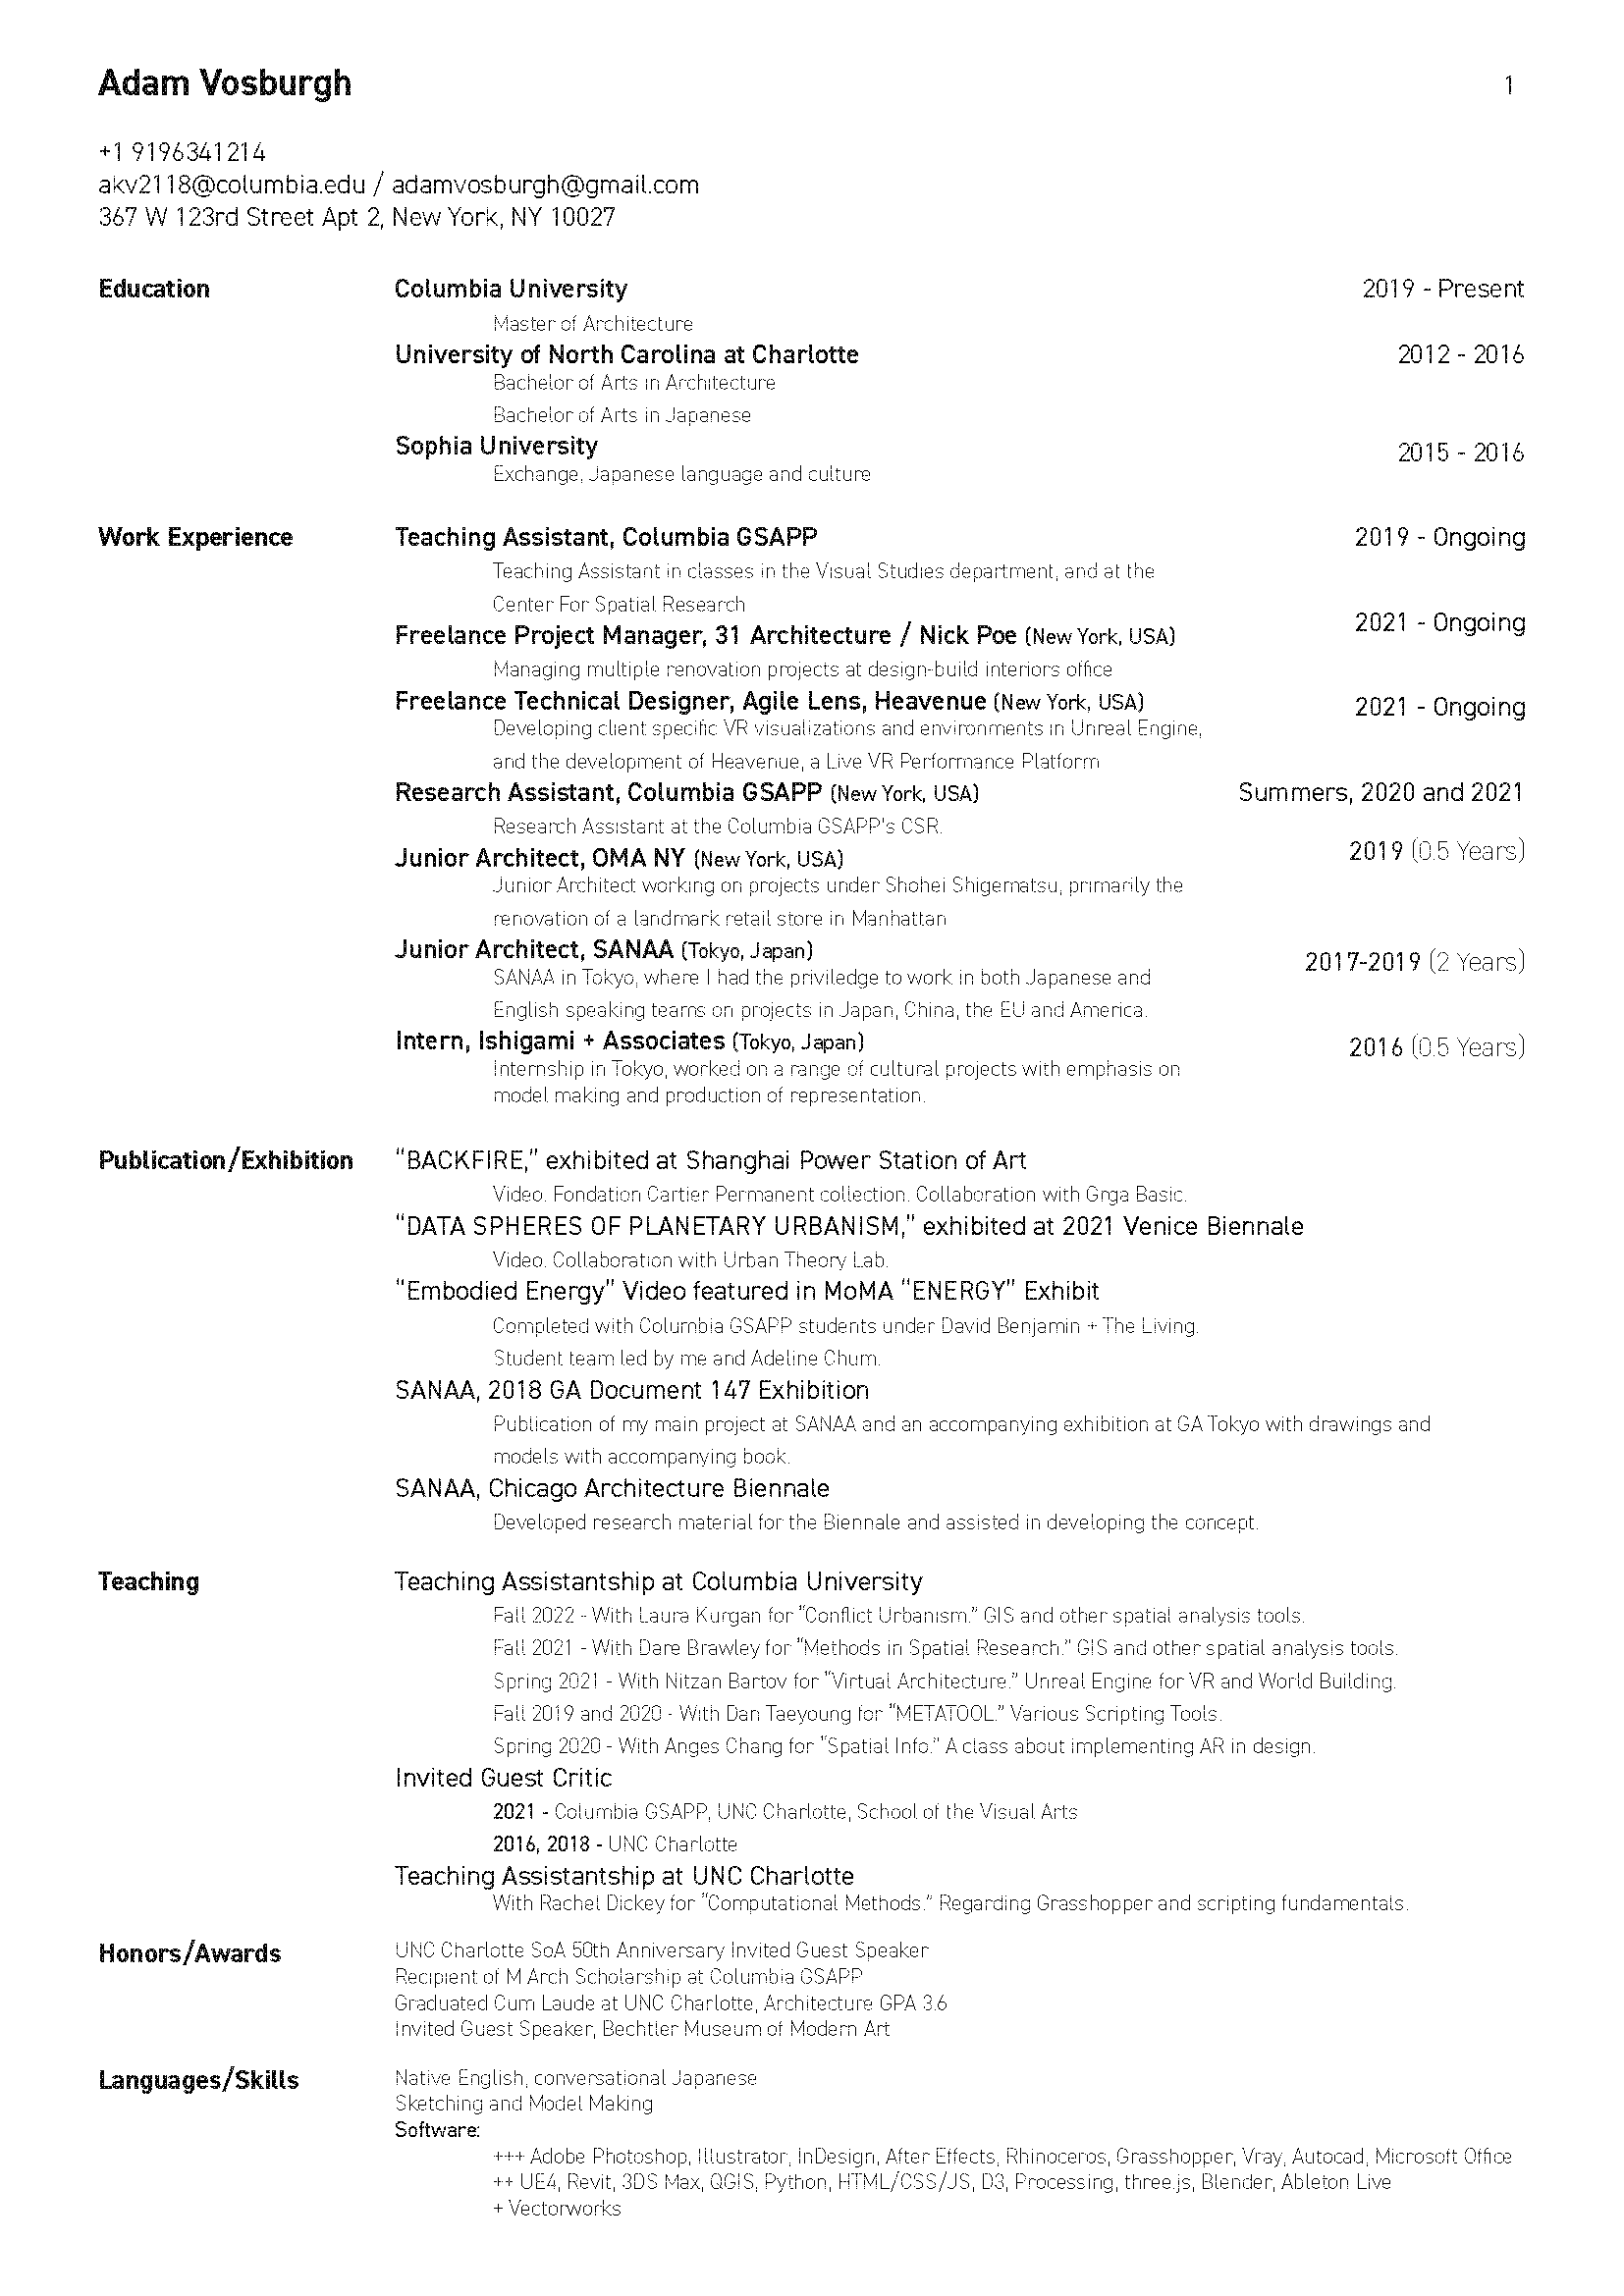 Adam Vosburgh 1
+1 9196341214
akv2118@columbia.edu / adamvosburgh@gmail.com
367 W 123rd Street Apt 2, New York, NY 10027
Education Columbia University 2019 - Present
Master of Architecture
University of North Carolina at Charlotte 2012 - 2016
Bachelor of Arts in Architecture
Bachelor of Arts in Japanese
Sophia University 2015 - 2016
Exchange, Japanese language and culture
Work Experience Teaching Assistant, Columbia GSAPP 2019 - Ongoing
Teaching Assistant in classes in the Visual Studies department, and at the
Center For Spatial Research
Freelance Project Manager, 31 Architecture / Nick Poe (New York, USA) 2021 - Ongoing
Managing multiple renovation projects at design-build interiors office
Freelance Technical Designer, Agile Lens, Heavenue (New York, USA) 2021 - Ongoing
Developing client specific VR visualizations and environments in Unreal Engine,
and the development of Heavenue, a Live VR Performance Platform
Research Assistant, Columbia GSAPP (New York, USA) Summers, 2020 and 2021
Research Assistant at the Columbia GSAPP's CSR.
Junior Architect, OMA NY (New York, USA) 2019 (0.5 Years)
Junior Architect working on projects under Shohei Shigematsu, primarily the
renovation of a landmark retail store in Manhattan
Junior Architect, SANAA (Tokyo, Japan) 2017-2019 (2 Years)
SANAA in Tokyo, where I had the priviledge to work in both Japanese and
English speaking teams on projects in Japan, China, the EU and America.
Intern, Ishigami + Associates (Tokyo, Japan) 2016 (0.5 Years)
Internship in Tokyo, worked on a range of cultural projects with emphasis on
model making and production of representation.
Publication/Exhibition “BACKFIRE,” exhibited at Shanghai Power Station of Art
Video. Fondation Cartier Permanent collection. Collaboration with Grga Basic.
“DATA SPHERES OF PLANETARY URBANISM,” exhibited at 2021 Venice Biennale
Video. Collaboration with Urban Theory Lab.
“Embodied Energy” Video featured in MoMA “ENERGY” Exhibit
Completed with Columbia GSAPP students under David Benjamin + The Living.
Student team led by me and Adeline Chum.
SANAA, 2018 GA Document 147 Exhibition
Publication of my main project at SANAA and an accompanying exhibition at GA Tokyo with drawings and
models with accompanying book.
SANAA, Chicago Architecture Biennale
Developed research material for the Biennale and assisted in developing the concept.
Teaching Teaching Assistantship at Columbia University
Fall 2022 - With Laura Kurgan for “Conflict Urbanism.” GIS and other spatial analysis tools.
Fall 2021 - With Dare Brawley for “Methods in Spatial Research.” GIS and other spatial analysis tools.
Spring 2021 - With Nitzan Bartov for “Virtual Architecture.” Unreal Engine for VR and World Building.
Fall 2019 and 2020 - With Dan Taeyoung for “METATOOL.” Various Scripting Tools.
Spring 2020 - With Anges Chang for “Spatial Info.” A class about implementing AR in design.
Invited Guest Critic
2021 - Columbia GSAPP, UNC Charlotte, School of the Visual Arts
2016, 2018 - UNC Charlotte
Teaching Assistantship at UNC Charlotte
With Rachel Dickey for “Computational Methods.” Regarding Grasshopper and scripting fundamentals.
Honors/Awards UNC Charlotte SoA 50th Anniversary Invited Guest Speaker
Recipient of M Arch Scholarship at Columbia GSAPP
Graduated Cum Laude at UNC Charlotte, Architecture GPA 3.6
Invited Guest Speaker, Bechtler Museum of Modern Art
Languages/Skills Native English, conversational Japanese
Sketching and Model Making
Software:
+++ Adobe Photoshop, Illustrator, InDesign, After Effects, Rhinoceros, Grasshopper, Vray, Autocad, Microsoft Office
++ UE4, Revit, 3DS Max, QGIS, Python, HTML/CSS/JS, D3, Processing, three.js, Blender, Ableton Live
+ Vectorworks